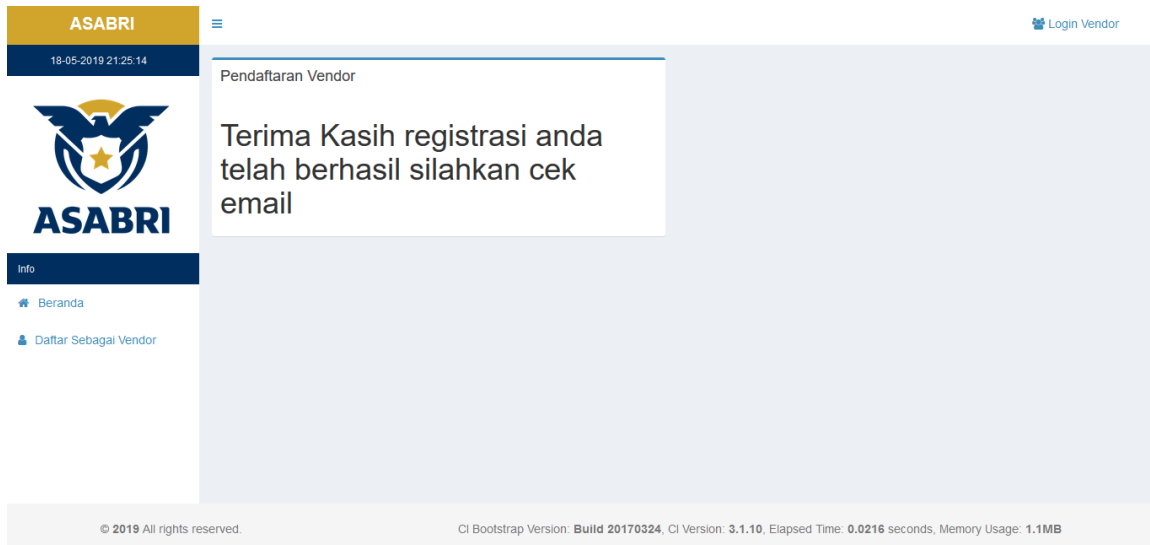 ASABRI
Login Vendor
18-05-2019 21:25:14
ASABRI
Info
Beranda
Daftar Sebagai Vendor
Pendaftaran Vendor
Terima Kasih registrasi anda
telah berhasil silahkan cek
email
© 2019 All rights reserved.
CI Bootstrap Version: Build 20170324, CI Version: 3.1.10, Elapsed Time: 0.0216 seconds, Memory Usage: 1.1MB